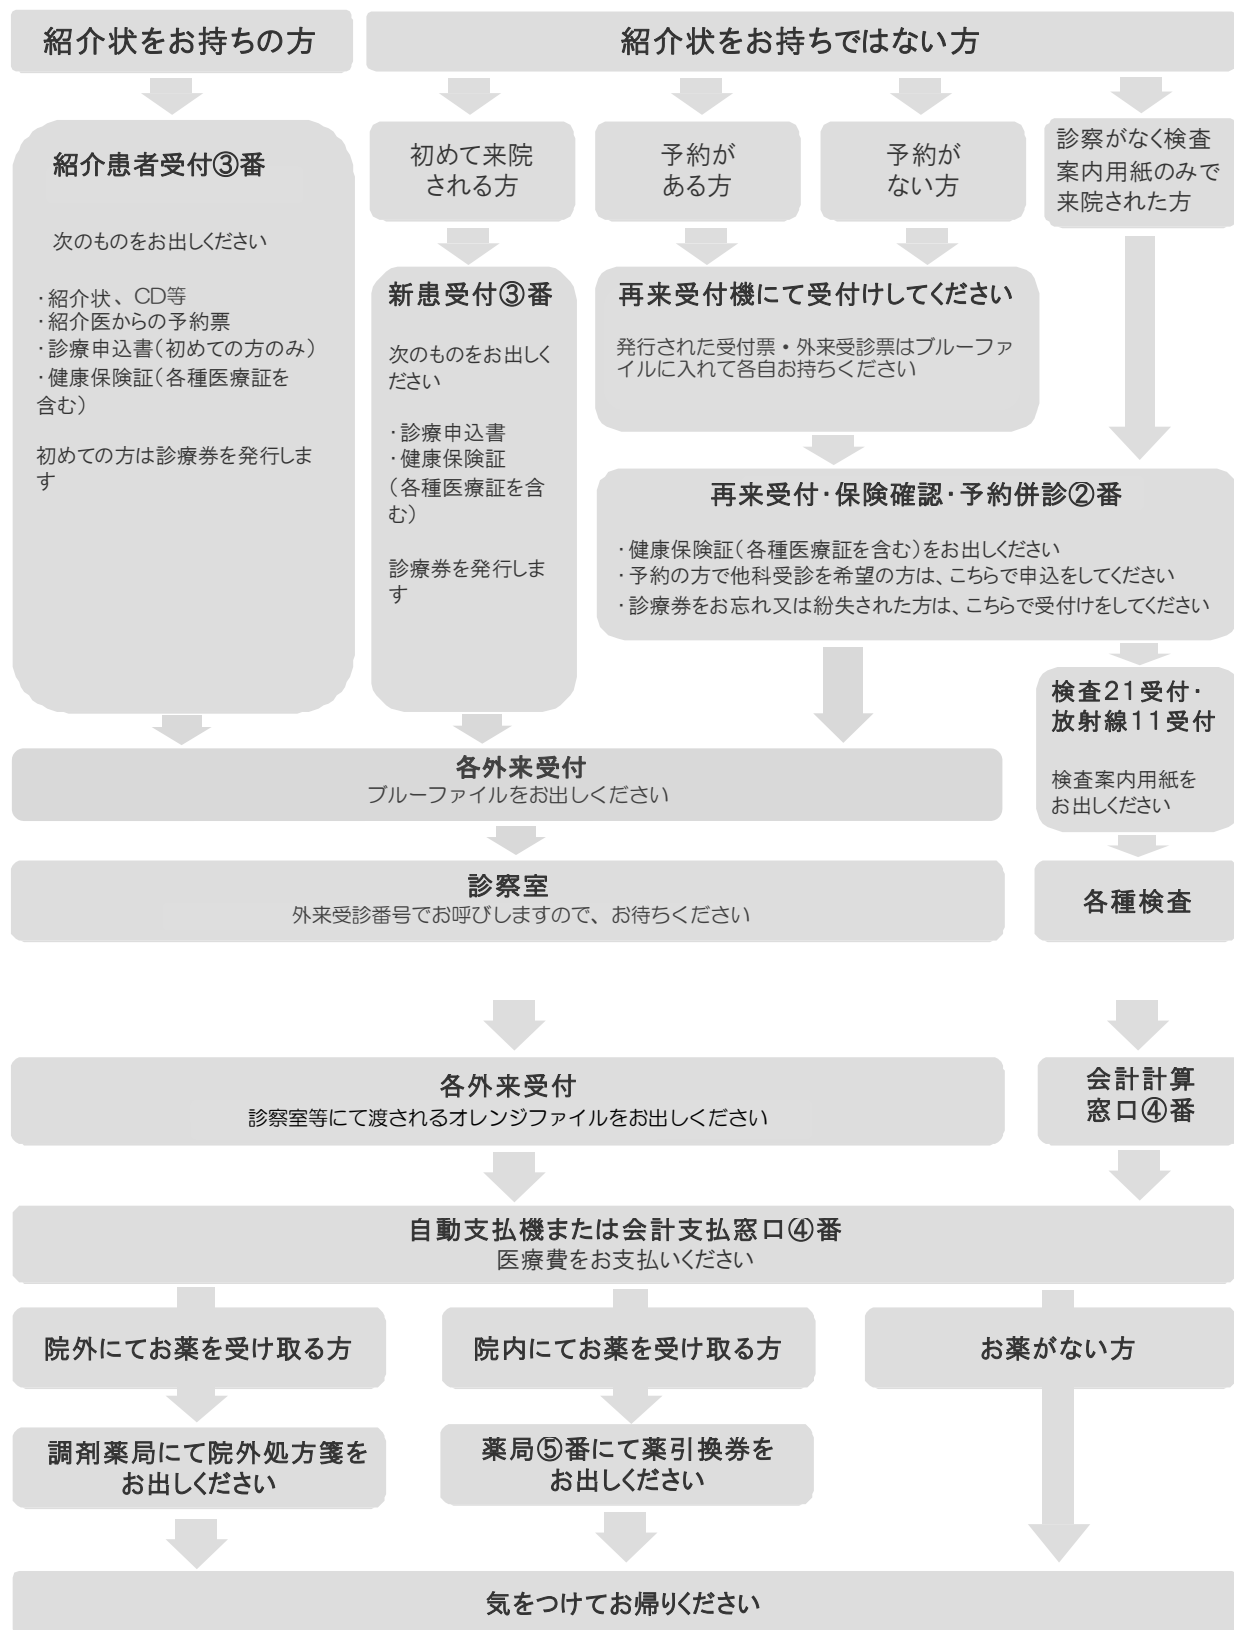 紹介状をお持ちの方
紹介状をお持ちではない方
紹介患者受付③番
次のものをお出しください
・紹介状、CD等
・紹介医からの予約票
・診療申込書(初めての方のみ)
・健康保険証(各種医療証を
含む)
初めての方は診療券を発行しま
す
初めて来院
される方
新患受付③番
次のものをお出しく
ださい
・診療申込書
・健康保険証
(各種医療証を含
む)
診療券を発行しま
す
予約が
ある方
予約が
ない方
再来受付機にて受付けしてください
発行された受付票・外来受診票はブルーファ
イルに入れて各自お持ちください
診察がなく検査
案内用紙のみで
来院された方
再来受付・保険確認・予約併診②番
・健康保険証(各種医療証を含む)をお出しください
・予約の方で他科受診を希望の方は、こちらで申込をしてください
・診療券をお忘れ又は紛失された方は、こちらで受付けをしてください
検査21受付・
放射線11受付
検査案内用紙を
お出しください
各外来受付
ブルーファイルをお出しください
診察室
外来受診番号でお呼びしますので、お待ちください
各種検査
各外来受付
診察室等にて渡されるオレンジファイルをお出しください
会計計算
窓口④番
自動支払機または会計支払窓口④番
医療費をお支払いください
院外にてお薬を受け取る方
院内にてお薬を受け取る方
お薬がない方
調剤薬局にて院外処方箋を
お出しください
薬局⑤番にて薬引換券を
お出しください
気をつけてお帰りください